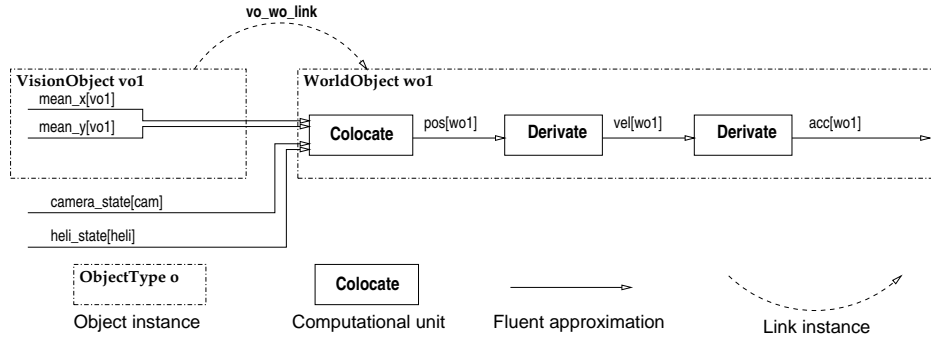 vo_wo_link
VisionObject vo1
WorldObject wo1
mean_x[vo1]
mean_y[vo1]
Colocate
pos[wo1]
Derivate
vel[wo1]
Derivate
acc[wo1]
camera_state[cam]
heli_state[heli]
ObjectType o
Colocate
Object instance
Computational unit
Fluent approximation
Link instance